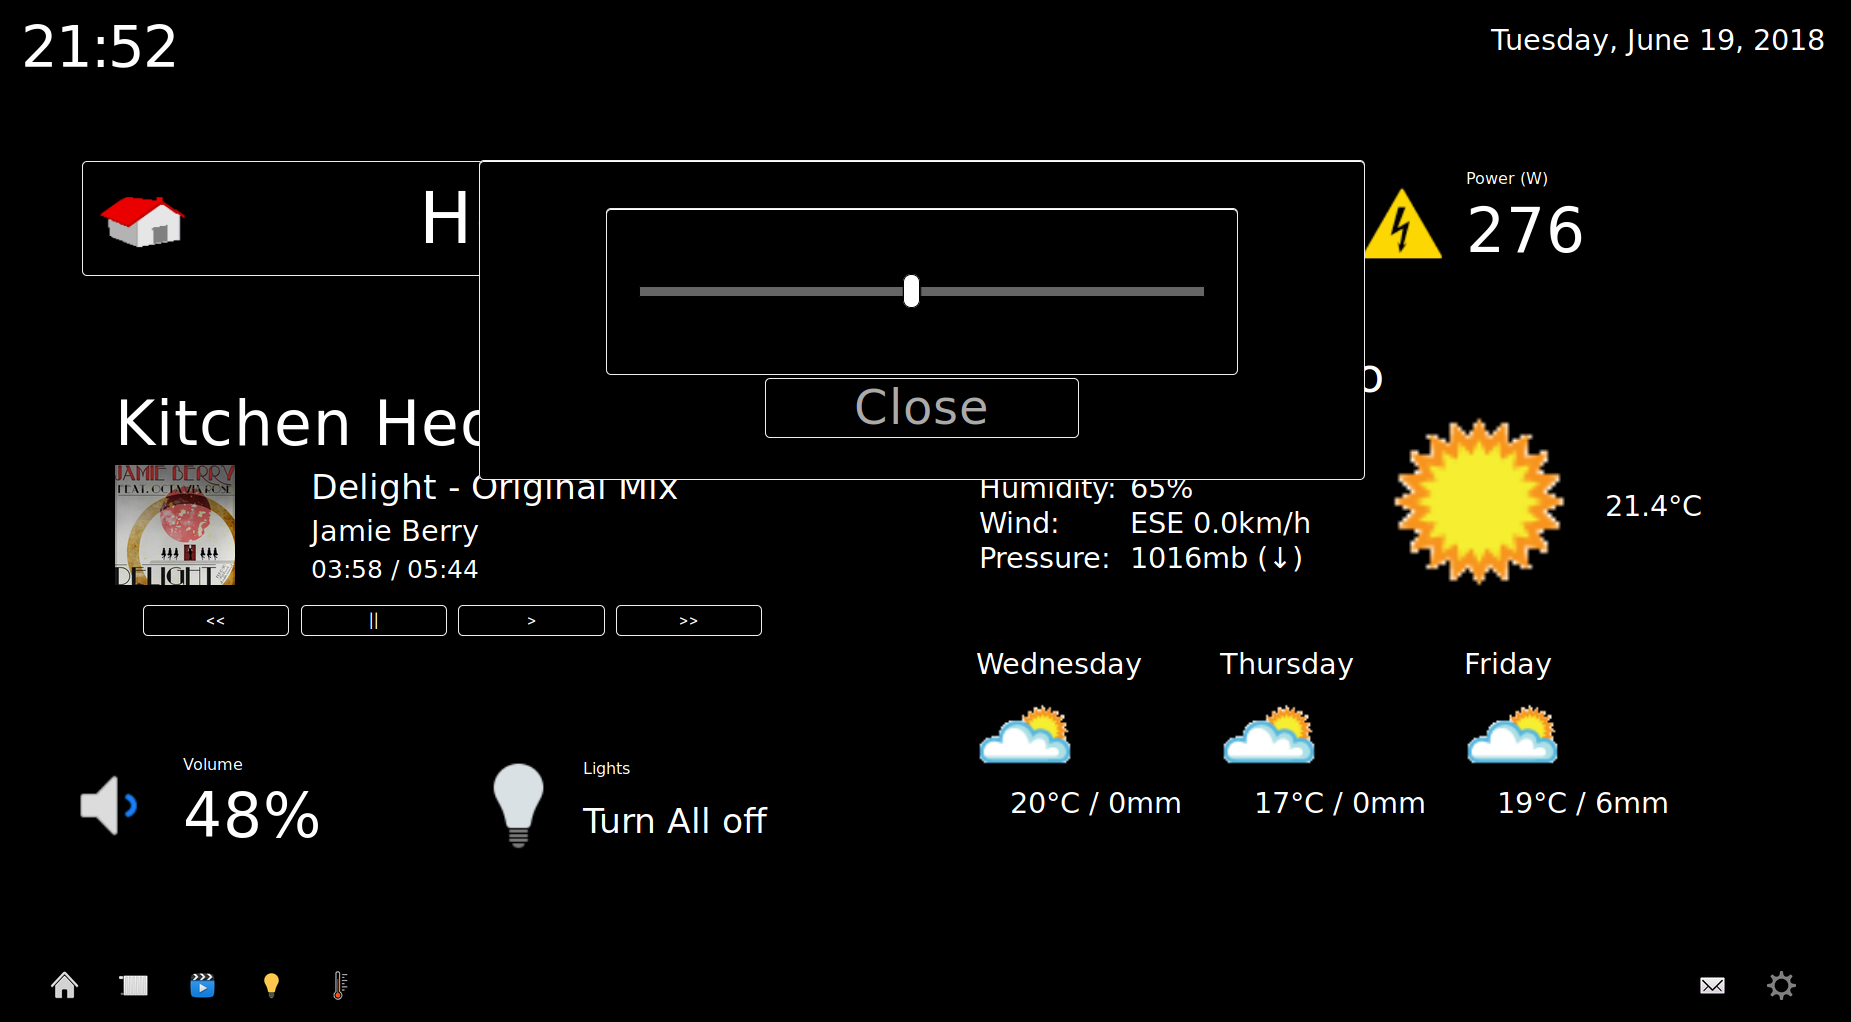 21:52
Tuesday, June 19, 2018
H
Power (W)
276
Close
Kitchen
JAMIE BERRY
FEAT. OCTAVIA ROSE
DELIGHT
Delight - Original Mix
Jamie Berry
03:58 / 05:44
<<
||
>
>>
Humidity: 65%
Wind: ESE 0.0km/h
Pressure: 1016mb (↓)
21.4°C
Wednesday
Thursday
Friday
20°C / 0mm
17°C / 0mm
19°C / 6mm
Volume
48%
Lights
Turn All off